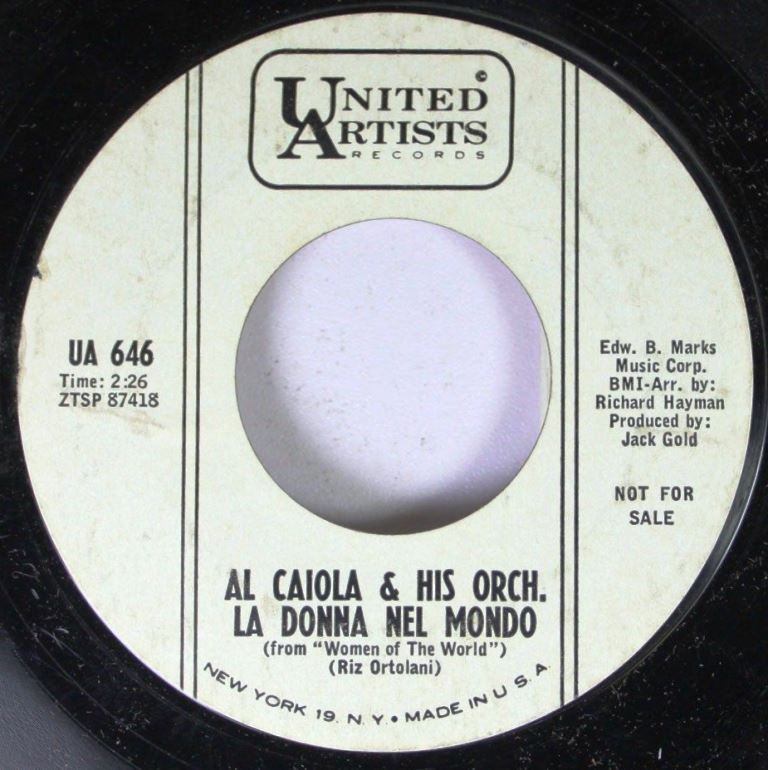 ©
UNITED
ARTISTS
RECORDS
UA 646
Time: 2:26
ZTSP 87418
Edw. B. Marks
Music Corp.
BMI-Arr. by:
Richard Hayman
Produced by:
Jack Gold
NOT FOR
SALE
AL CAIOLA & HIS ORCH.
LA DONNA NEL MONDO
(from "Women of The World")
(Riz Ortolani)
NEW YORK 19, N. Y. • MADE IN U. S. A.